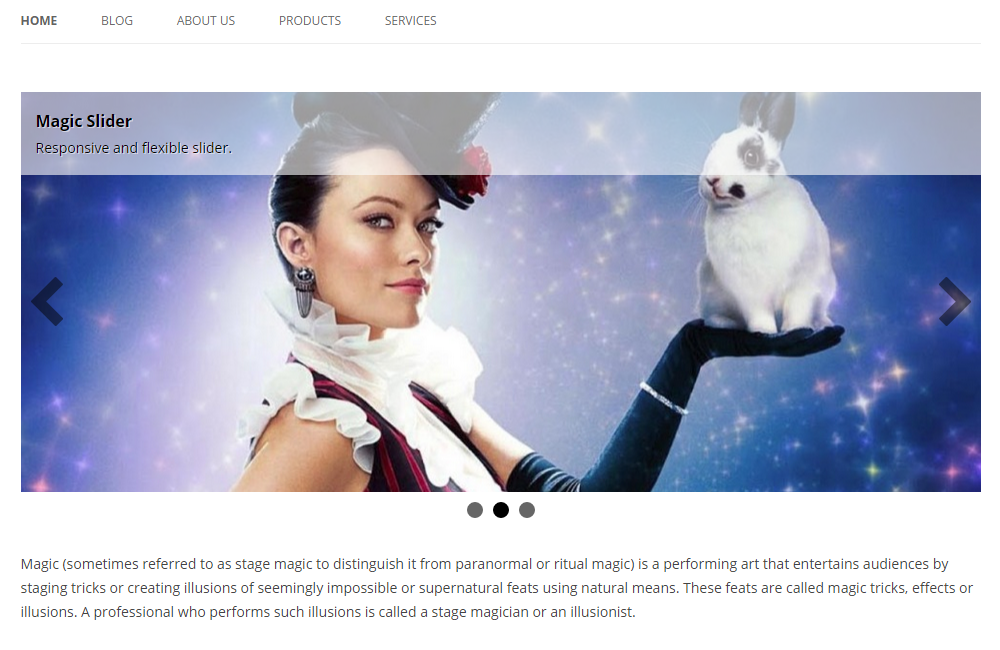 HOME BLOG ABOUT US PRODUCTS SERVICES
Magic Slider
Responsive and flexible slider.
Magic (sometimes referred to as stage magic to distinguish it from paranormal or ritual magic) is a performing art that entertains audiences by
staging tricks or creating illusions of seemingly impossible or supernatural feats using natural means. These feats are called magic tricks, effects or
illusions. A professional who performs such illusions is called a stage magician or an illusionist.